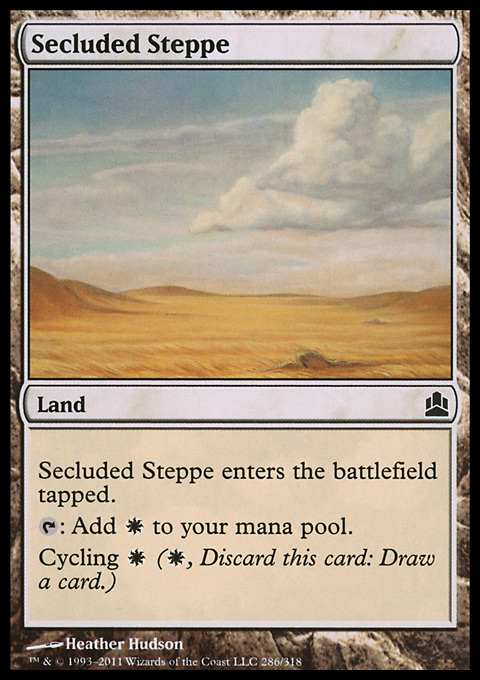 Secluded Steppe
Land
Secluded Steppe enters the battlefield
tapped.
: Add to your mana pool.
Cycling (, Discard this card: Draw
a card.)
Heather Hudson
™ & © 1993–2011 Wizards of the Coast LLC 286/318